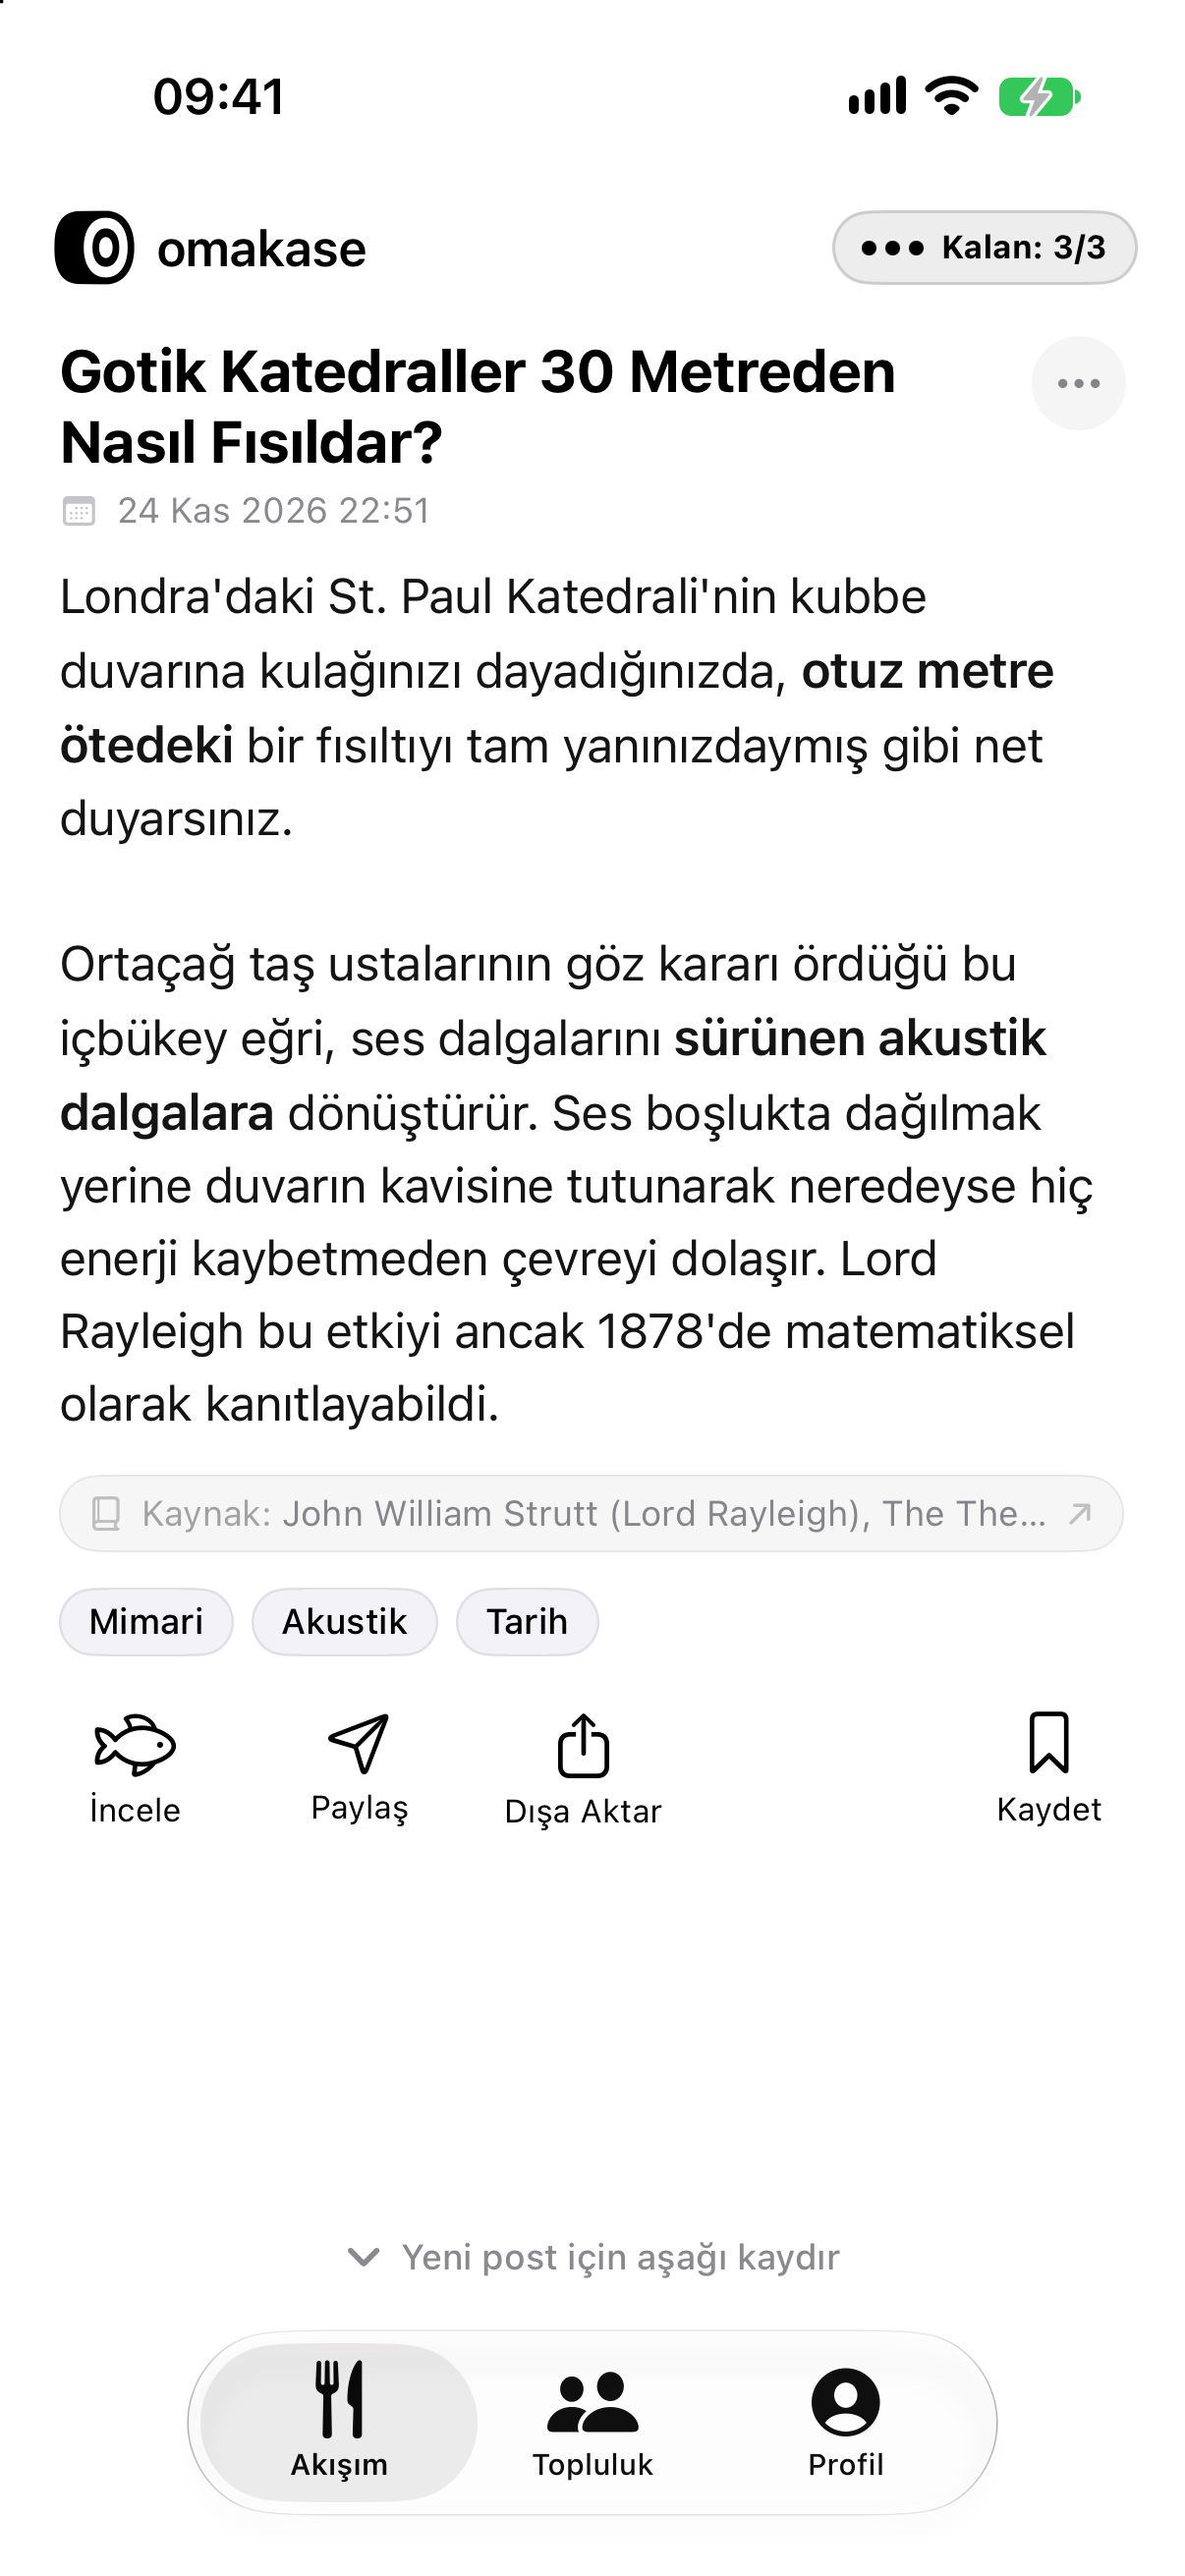 09:41
omakase
Kalan: 3/3
Gotik Katedraller 30 Metreden
Nasıl Fısıldar?
24 Kas 2026 22:51
Londra'daki St. Paul Katedrali'nin kubbe
duvarına kulağınızı dayadığınızda, otuz metre
ötedeki bir fısıltıyı tam yanınızdaymış gibi net
duyarsınız.
Ortaçağ taş ustalarının göz kararı ördüğü bu
içbükey eğri, ses dalgalarını sürünen akustik
dalgalara dönüştürür. Ses boşlukta dağılmak
yerine duvarın kavisine tutunarak neredeyse hiç
enerji kaybetmeden çevreyi dolaşır. Lord
Rayleigh bu etkiyi ancak 1878'de matematiksel
olarak kanıtlayabildi.
Kaynak: John William Strutt (Lord Rayleigh), The The...
Mimari Akustik Tarih
İncele Paylaş Dışa Aktar Kaydet
Yeni post için aşağı kaydır
Akışım Topluluk Profil